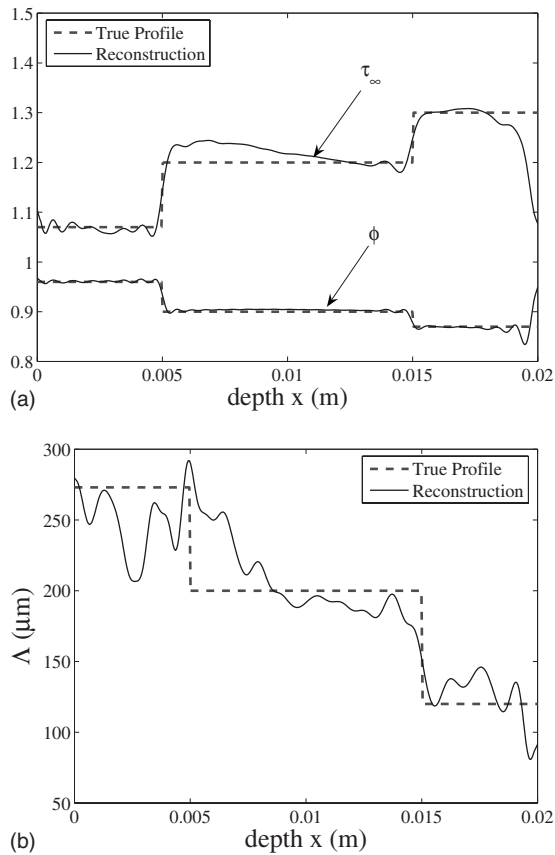 1.5
1.4
1.3
1.2
1.1
1
0.9
0.8
True Profile
Reconstruction
τ∞
ϕ
0 0.005 0.01 0.015 0.02
(a) depth x (m)
300
250
200
150
100
50
Λ (μm)
True Profile
Reconstruction
0 0.005 0.01 0.015 0.02
(b) depth x (m)